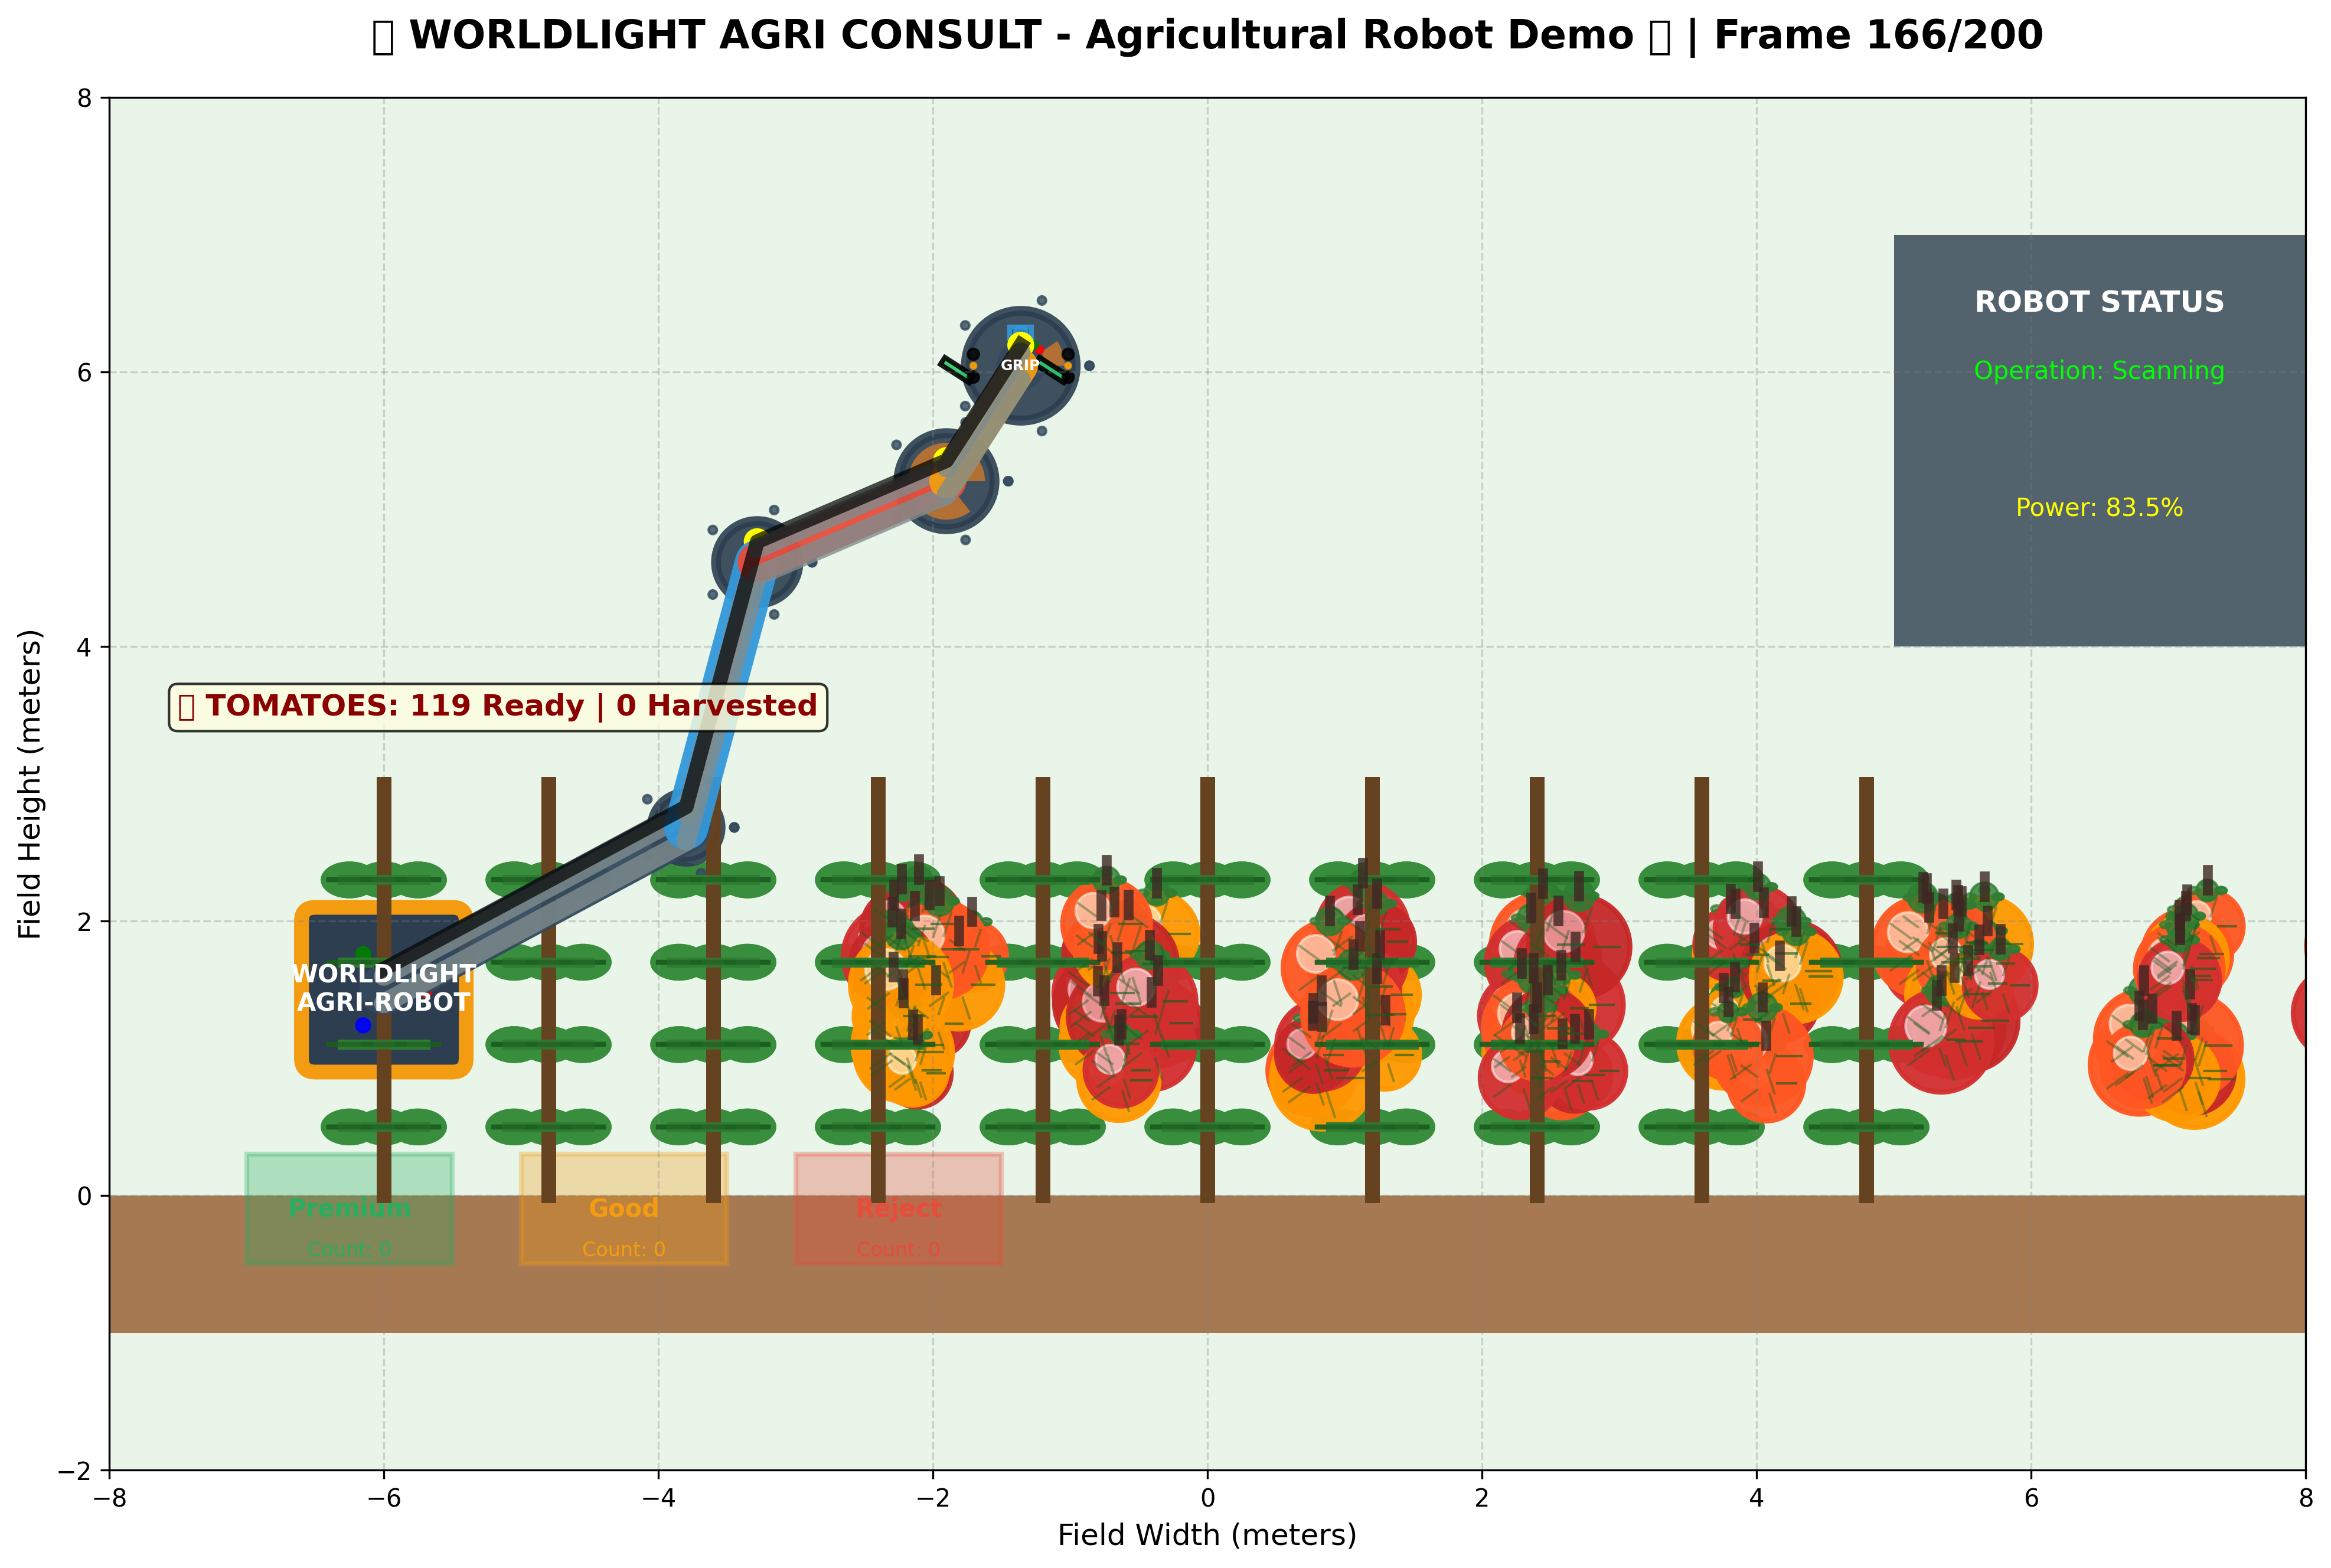 WORLDLIGHT AGRI CONSULT - Agricultural Robot Demo | Frame 166/200
ROBOT STATUS
Operation: Scanning
Power: 83.5%
GRIP
TOMATOES: 119 Ready | 0 Harvested
WORLDLIGHT
AGRI-ROBOT
Premium
Count: 0
Good
Count: 0
Reject
Count: 0
Field Height (meters)
8
6
4
2
0
−2
−8
−6
−4
−2
0
2
4
6
8
Field Width (meters)